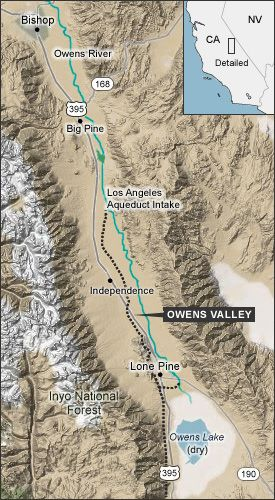 Bishop
NV
CA
Detailed
Owens River
168
395
Big Pine
Los Angeles
Aqueduct Intake
Independence
OWENS VALLEY
Lone Pine
Inyo National
Forest
Owens Lake
(dry)
395
190